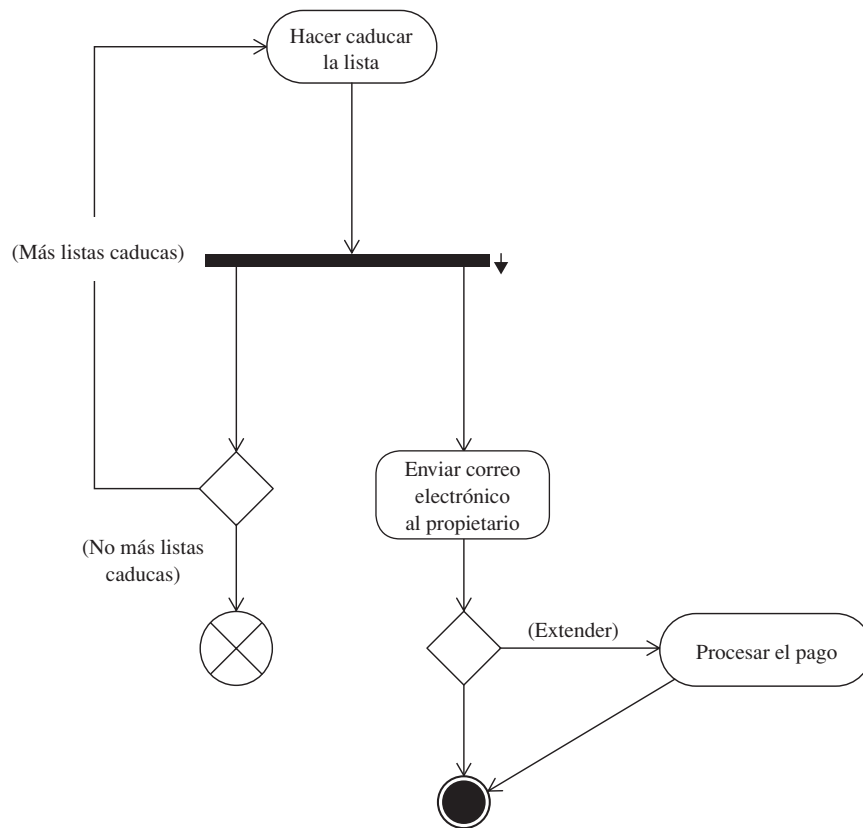 Hacer caducar
la lista
(Más listas caducas)
Enviar correo
electrónico
al propietario
(No más listas
caducas)
(Extender)
Procesar el pago